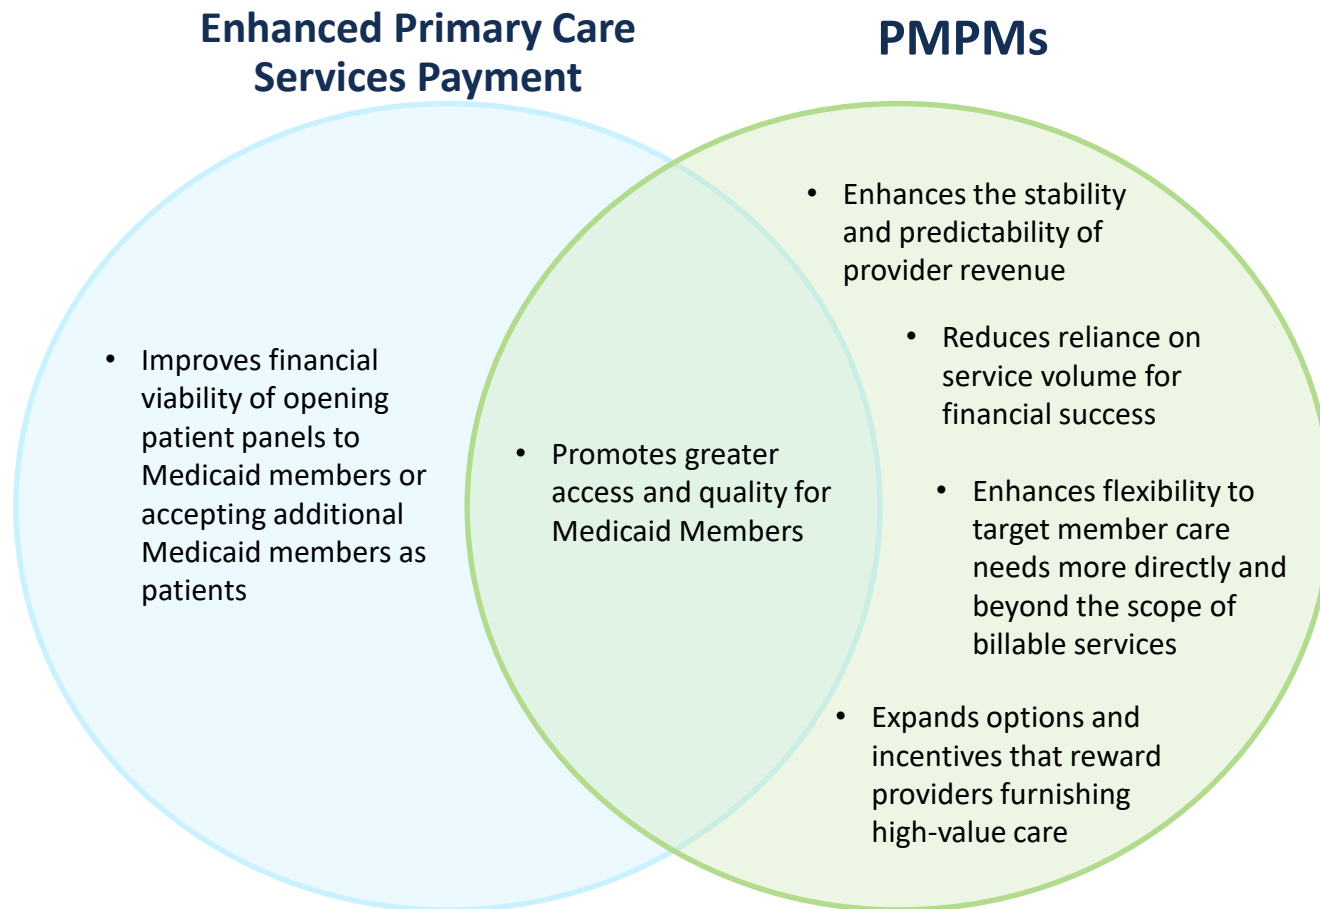 Enhanced Primary Care
Services Payment
PMPMs
• Improves financial
viability of opening
patient panels to
Medicaid members or
accepting additional
Medicaid members as
patients
• Promotes greater
access and quality for
Medicaid Members
• Enhances the stability
and predictability of
provider revenue
• Reduces reliance on
service volume for
financial success
• Enhances flexibility to
target member care
needs more directly and
beyond the scope of
billable services
• Expands options and
incentives that reward
providers furnishing
high-value care